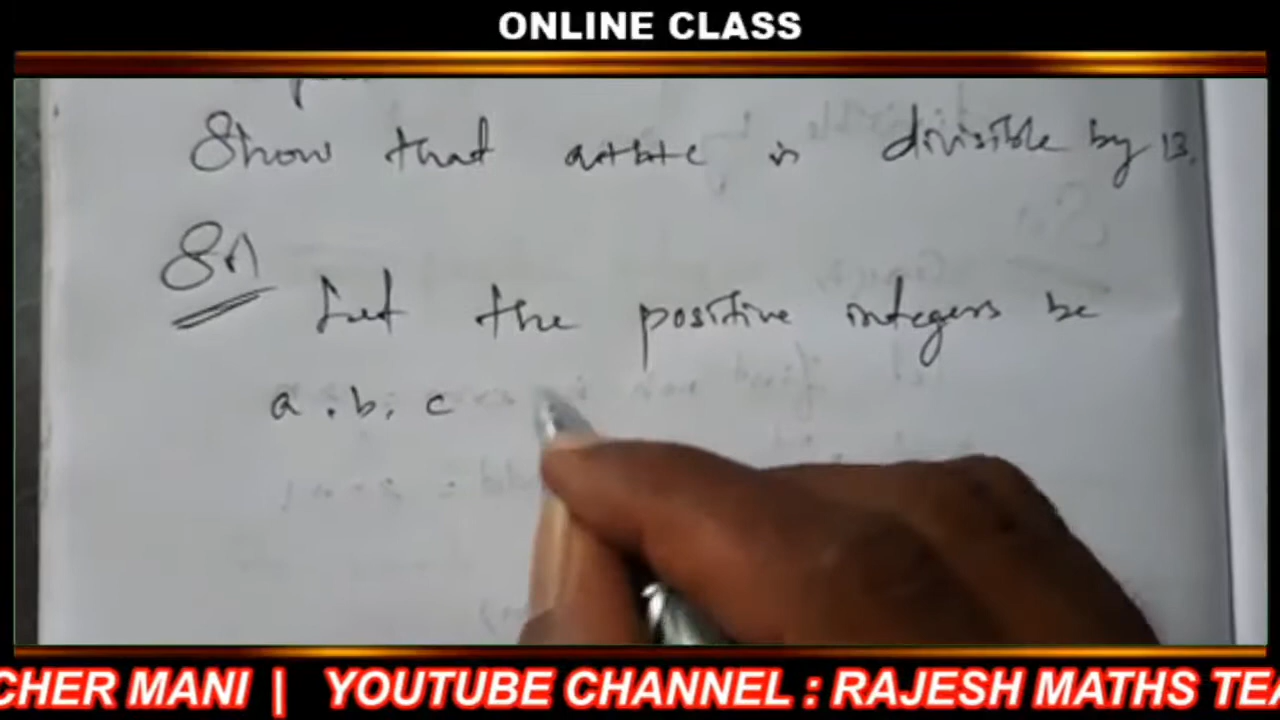 ONLINE CLASS
Show that a+b+c is divisible by 13.
Sol
Let the positive integers be
a, b, c
CHER MANI | YOUTUBE CHANNEL : RAJESH MATHS TEA